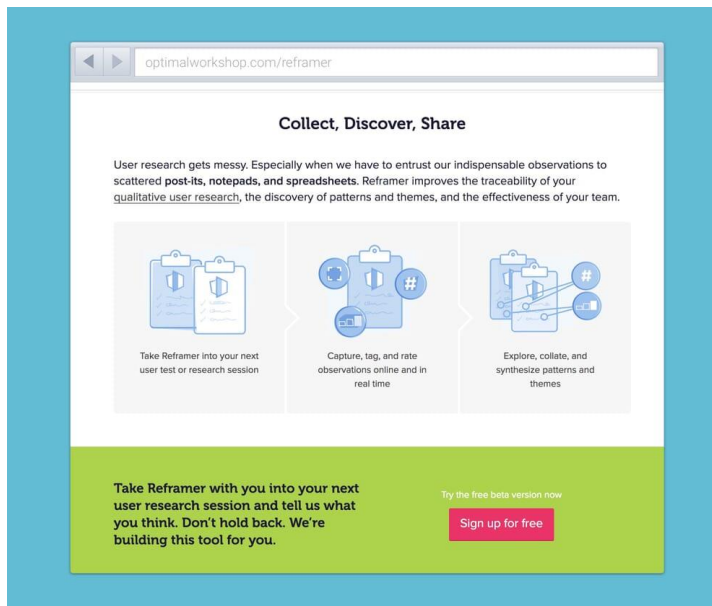 optimalworkshop.com/reframer
Collect, Discover, Share
User research gets messy. Especially when we have to entrust our indispensable observations to
scattered post-its, notepads, and spreadsheets. Reframer improves the traceability of your
qualitative user research, the discovery of patterns and themes, and the effectiveness of your team.
#
#
Take Reframer into your next
user test or research session
Capture, tag, and rate
observations online and in
real time
Explore, collate, and
synthesize patterns and
themes
Take Reframer with you into your next
user research session and tell us what
you think. Don't hold back. We're
building this tool for you.
Try the free beta version now
Sign up for free